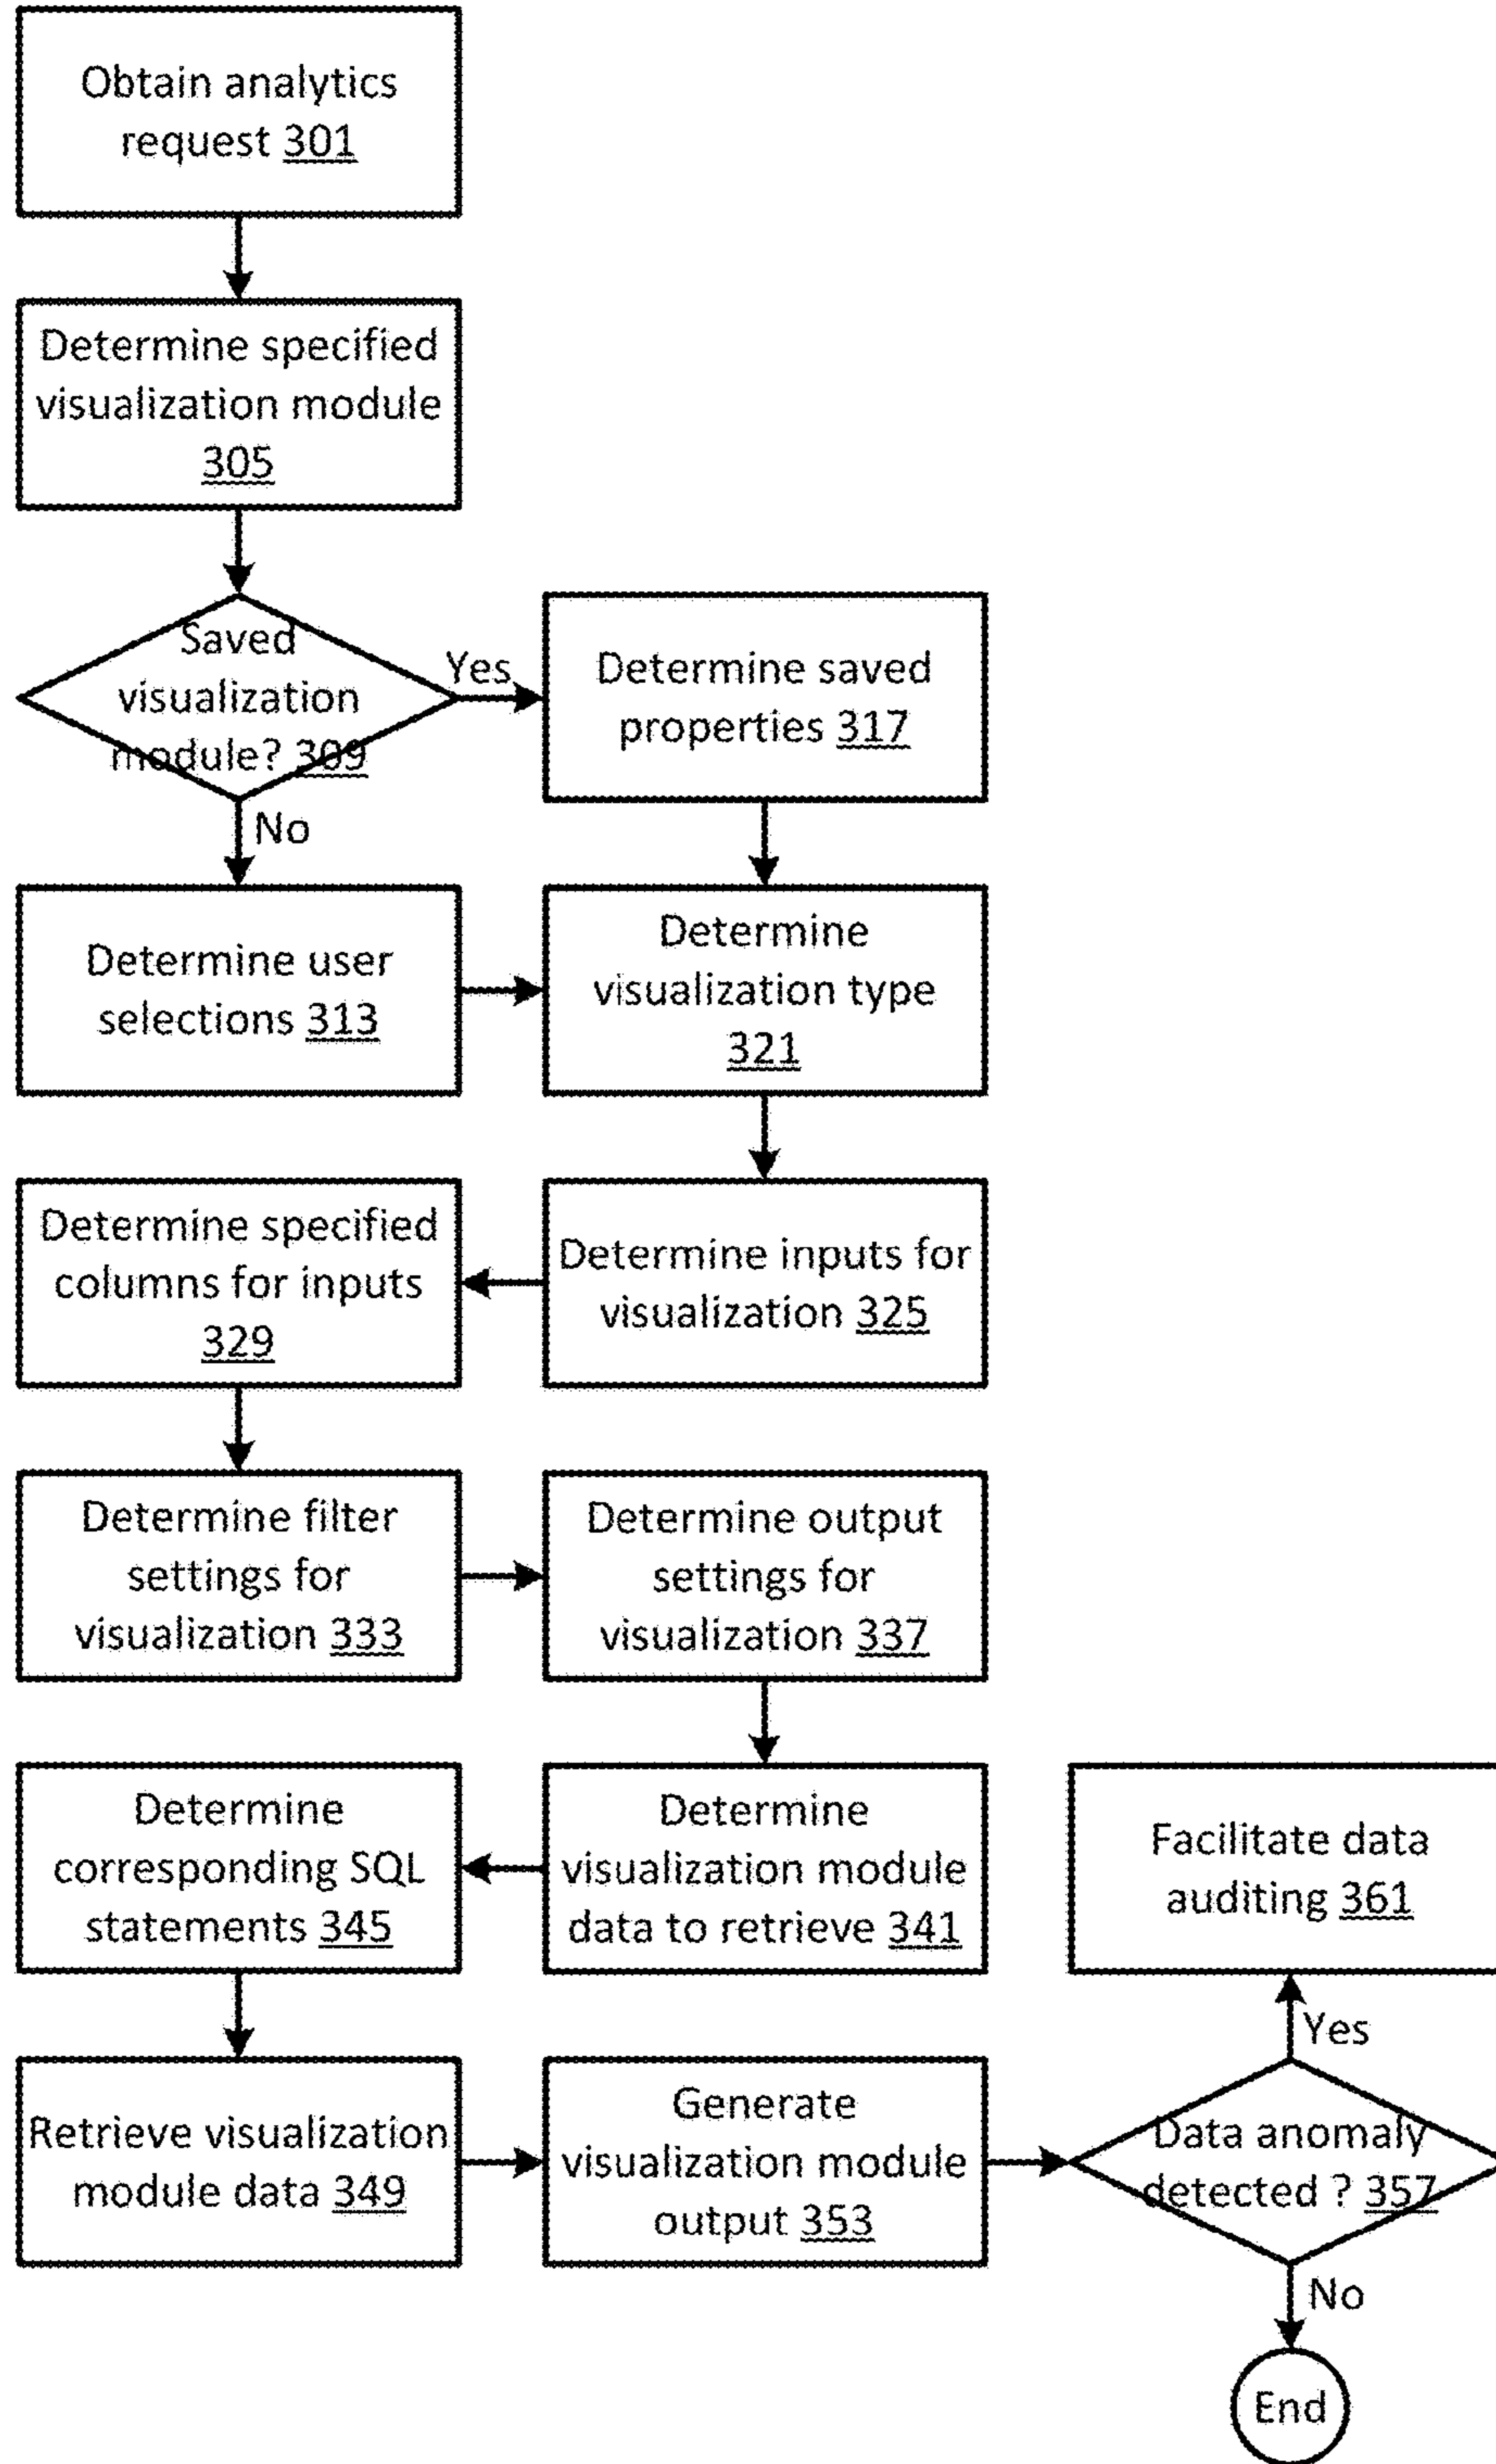 Obtain analytics
request 301
Determine specified
visualization module
305
Saved
visualization
module? 309
Yes
No
Determine saved
properties 317
Determine user
selections 313
Determine
visualization type
321
Determine inputs for
visualization 325
Determine specified
columns for inputs
329
Determine filter
settings for
visualization 333
Determine output
settings for
visualization 337
Determine
visualization module
data to retrieve 341
Determine
corresponding SQL
statements 345
Retrieve visualization
module data 349
Generate
visualization module
output 353
Data anomaly
detected ? 357
Yes
Facilitate data
auditing 361
No
End